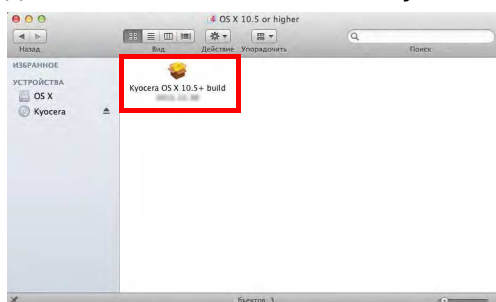 OS X 10.5 or higher
Назад Вид Действие Упорядочить Поиск
ИЗБРАННОЕ
УСТРОЙСТВА
OS X
Kyocera
Kyocera OS X 10.5+ build